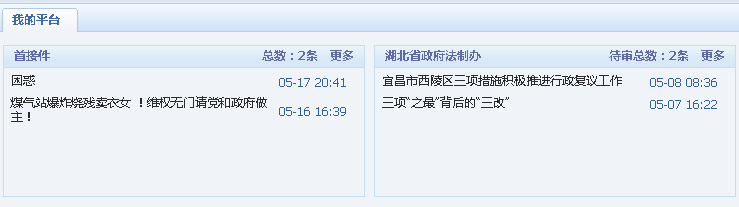 我的平台
首接件 总数：2条 更多
困惑 05-17 20:41
煤气站爆炸烧残卖衣女 ！维权无门请党和政府做
主！ 05-16 16:39
湖北省政府法制办 待审总数：2条 更多
宜昌市西陵区三项措施积极推进行政复议工作 05-08 08:36
三项“之最”背后的“三改” 05-07 16:22